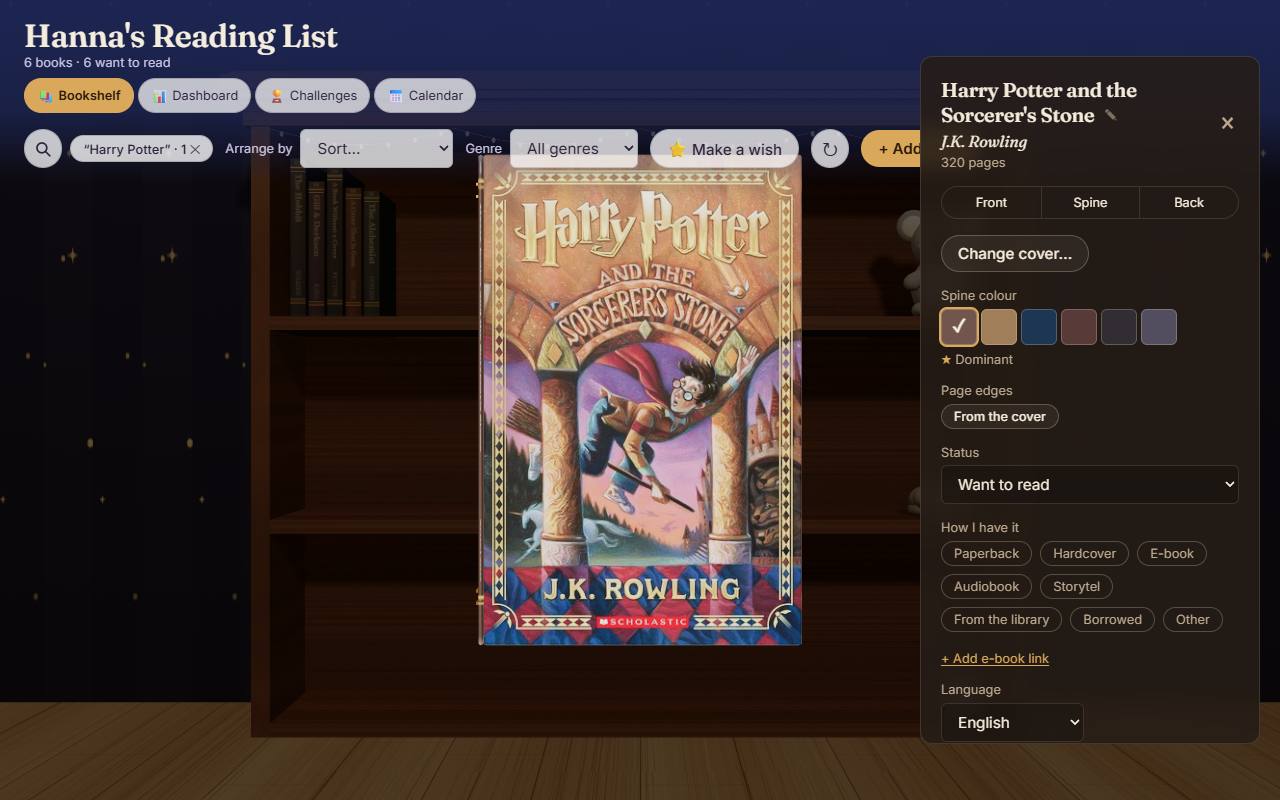 Hanna's Reading List
6 books · 6 want to read
Bookshelf
Dashboard
Challenges
Calendar
“Harry Potter” · 1
Arrange by
Sort...
Genre
All genres
Make a wish
+ Add
The Hobbit
The Alchemist
Harry Potter
AND THE
SORCERER'S STONE
J.K. ROWLING
SCHOLASTIC
Harry Potter and the
Sorcerer's Stone
J.K. Rowling
320 pages
Front
Spine
Back
Change cover...
Spine colour
★ Dominant
Page edges
From the cover
Status
Want to read
How I have it
Paperback
Hardcover
E-book
Audiobook
Storytel
From the library
Borrowed
Other
+ Add e-book link
Language
English